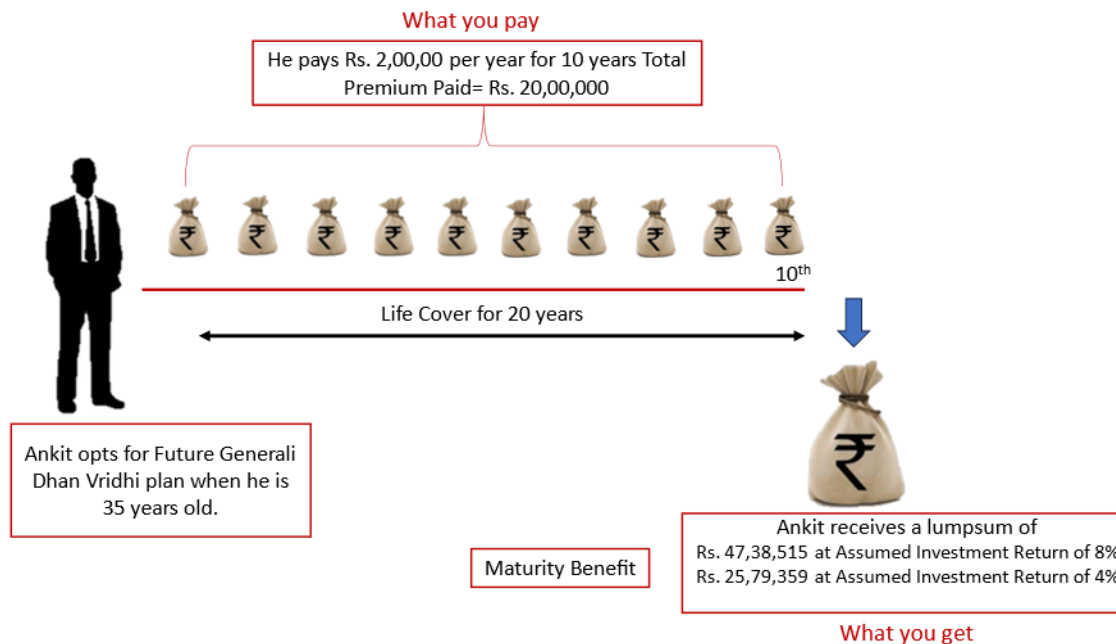 What you pay
He pays Rs. 2,00,00 per year for 10 years Total
Premium Paid= Rs. 20,00,000
₹ ₹ ₹ ₹ ₹ ₹ ₹ ₹ ₹ ₹
10th
Life Cover for 20 years
₹
Ankit opts for Future Generali
Dhan Vridhi plan when he is
35 years old.
Maturity Benefit
Ankit receives a lumpsum of
Rs. 47,38,515 at Assumed Investment Return of 8%
Rs. 25,79,359 at Assumed Investment Return of 4%
What you get